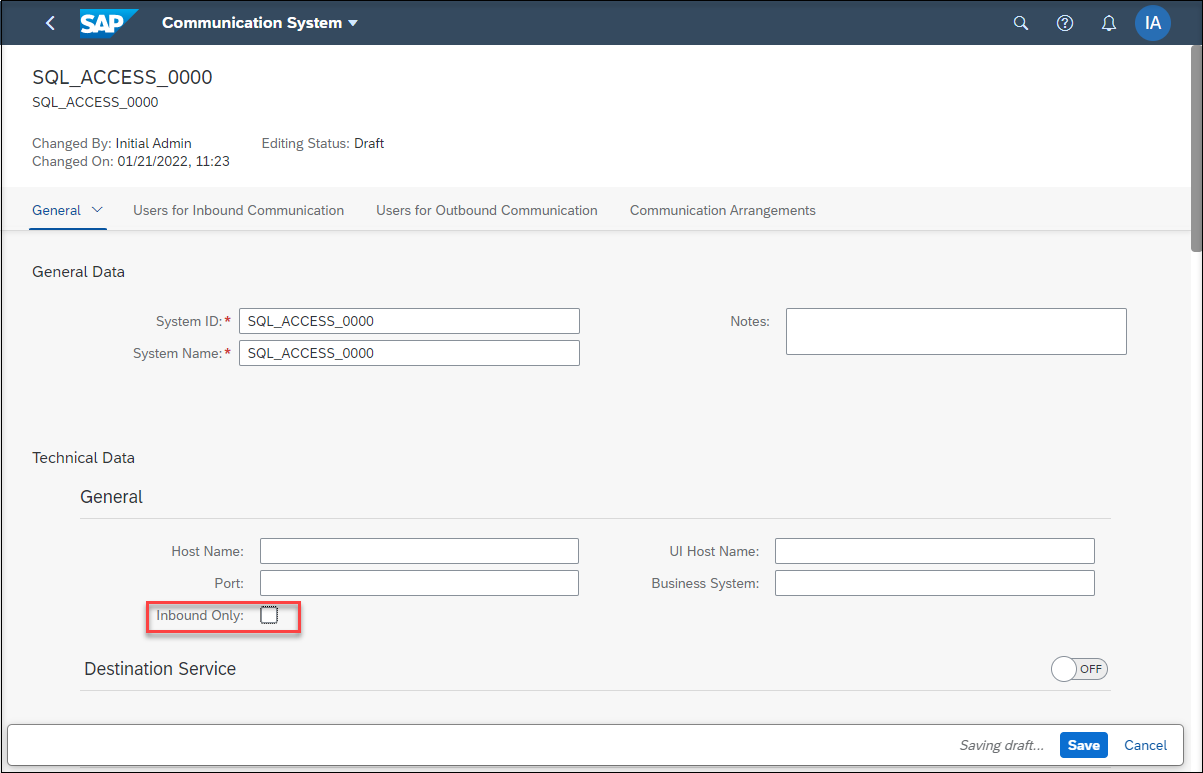 SAP Communication System
IA
SQL_ACCESS_0000
SQL_ACCESS_0000
Changed By: Initial Admin Editing Status: Draft
Changed On: 01/21/2022, 11:23
General Users for Inbound Communication Users for Outbound Communication Communication Arrangements
General Data
System ID:* SQL_ACCESS_0000 Notes:
System Name:* SQL_ACCESS_0000
Technical Data
General
Host Name: UI Host Name:
Port: Business System:
Inbound Only:
Destination Service OFF
Saving draft... Save Cancel